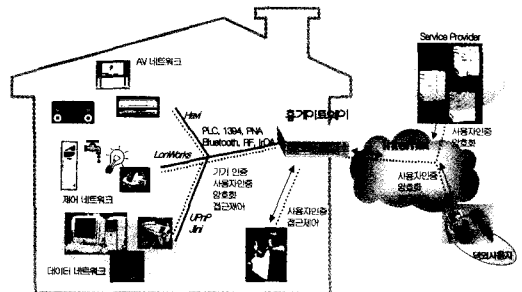 Service Provider
AV 네트워크
홈게이트웨이
Havi
PLC, 1394, PNA
Bluetooth, RF, IrDA
LonWorks
Internet
사용자인증
암호화
기기 인증
사용자인증
암호화
접근제어
사용자인증
암호화
제어 네트워크
UPnP
Jini
사용자인증
접근제어
데이터 네트워크
댁외사용자